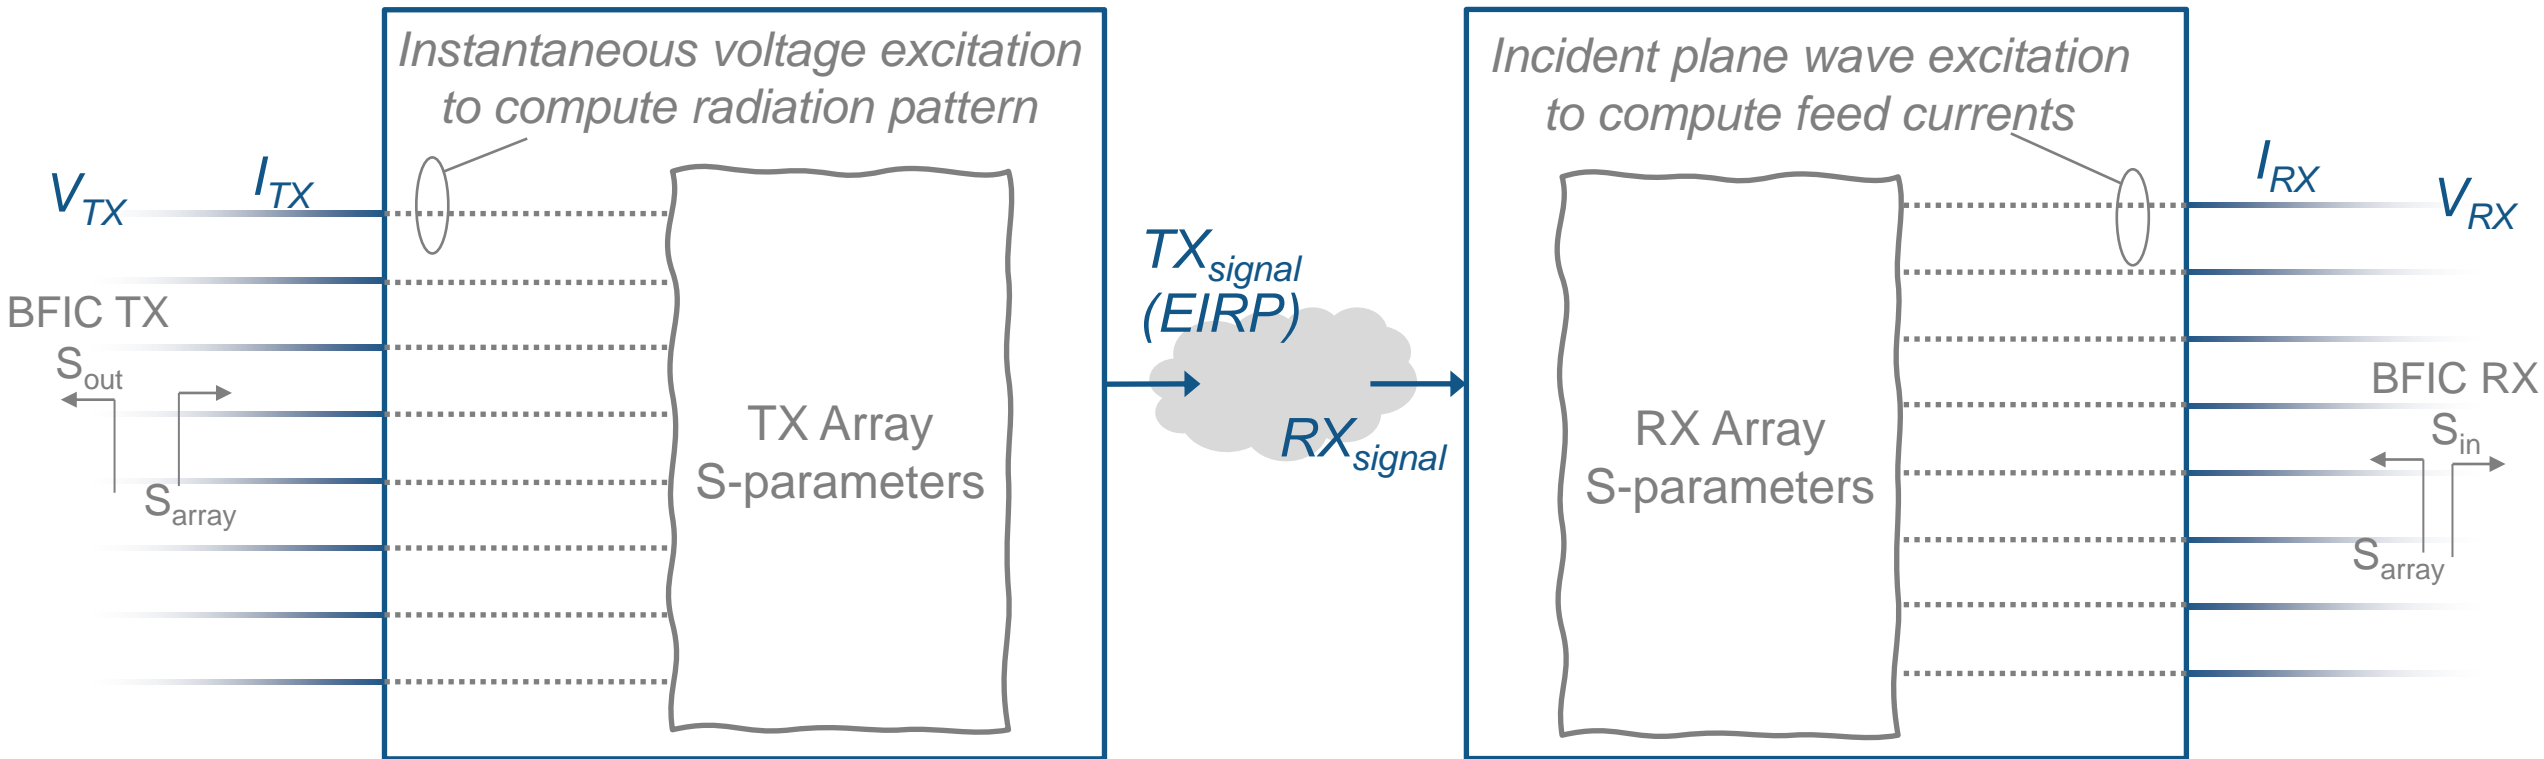 Instantaneous voltage excitation
to compute radiation pattern
V_TX
I_TX
BFIC TX
S_out
S_array
TX Array
S-parameters
TX_signal
(EIRP)
RX_signal
Incident plane wave excitation
to compute feed currents
RX Array
S-parameters
I_RX
V_RX
BFIC RX
S_in
S_array